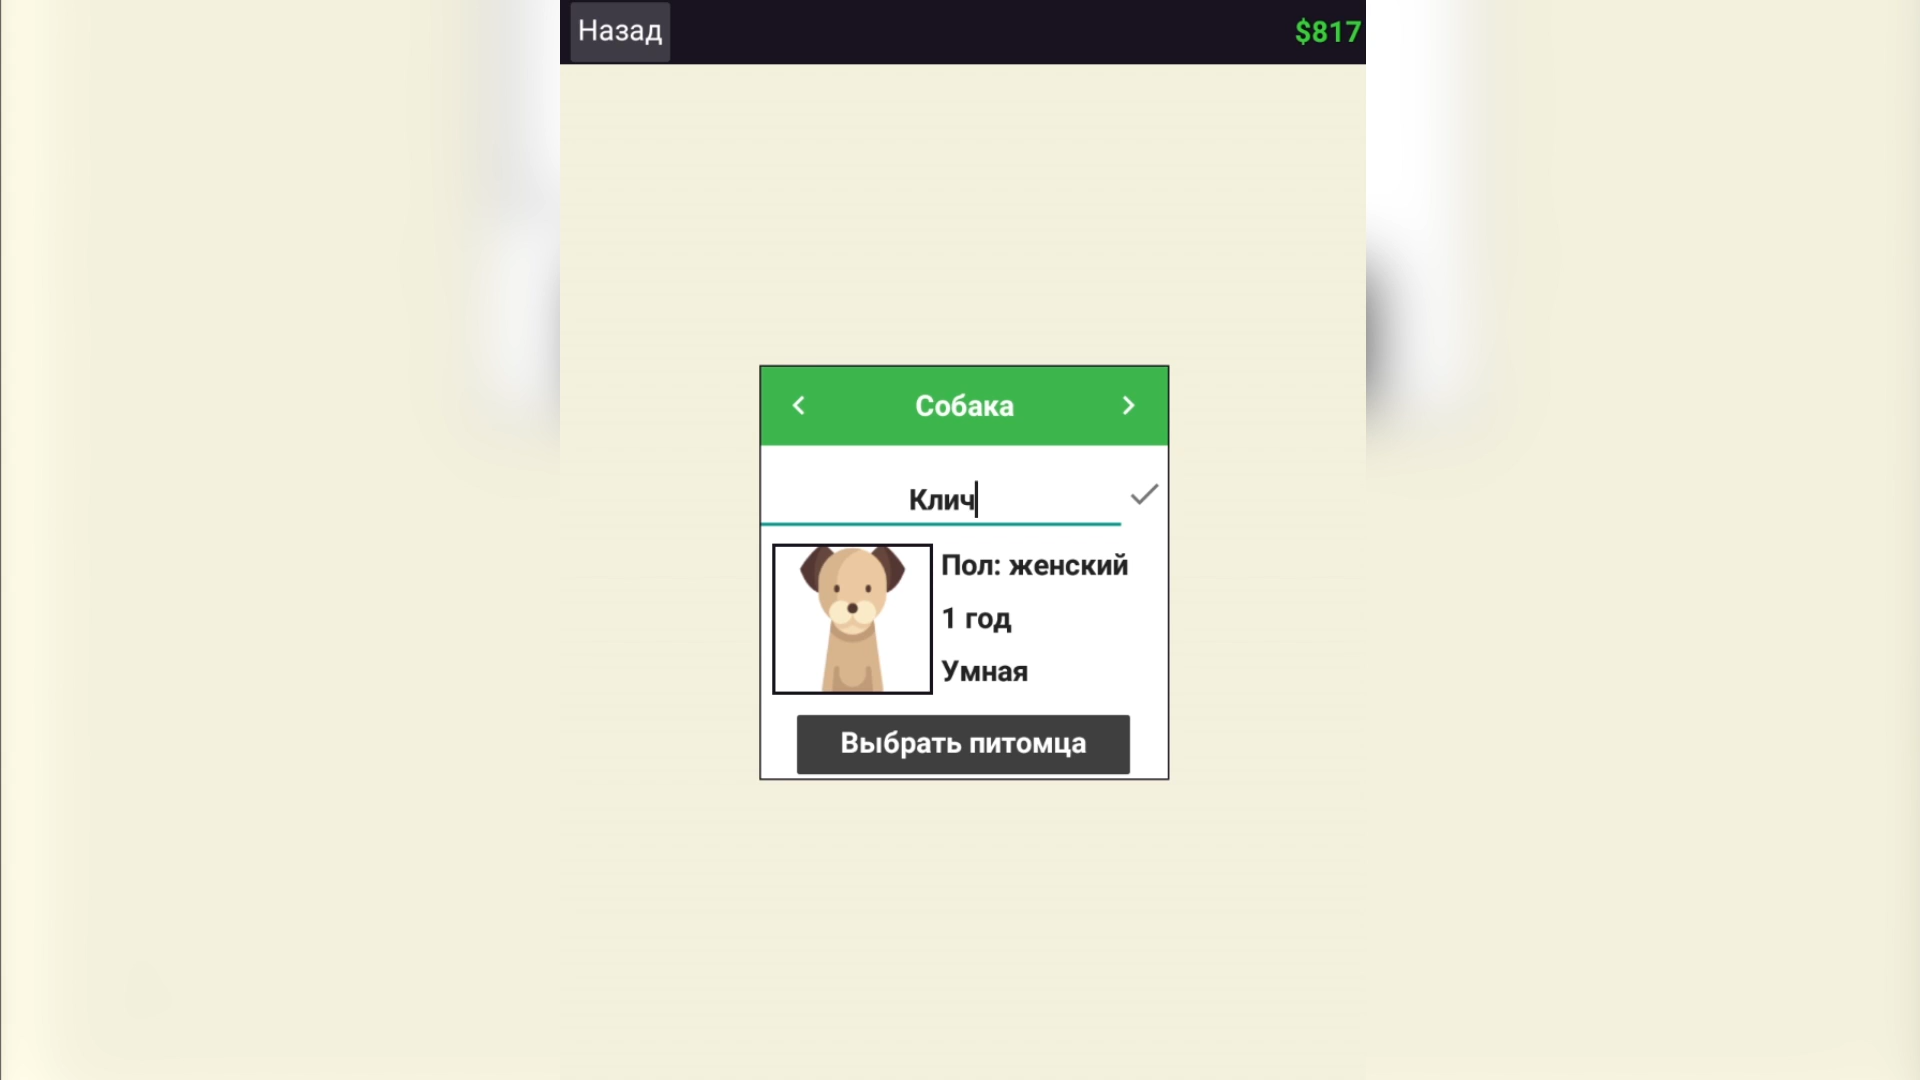 Назад
$817
Собака
Клич
Пол: женский
1 год
Умная
Выбрать питомца